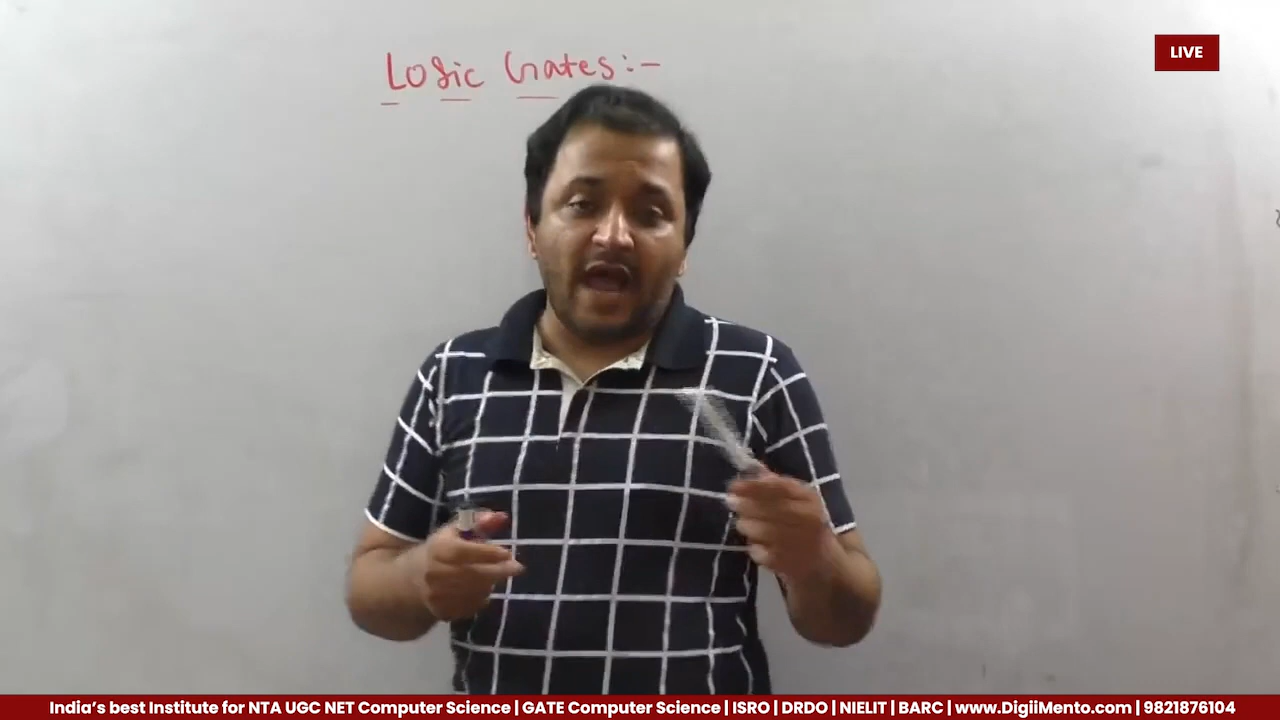 Logic Gates:-
LIVE
India's best Institute for NTA UGC NET Computer Science | GATE Computer Science | ISRO | DRDO | NIELIT | BARC | www.DigiiMento.com | 9821876104